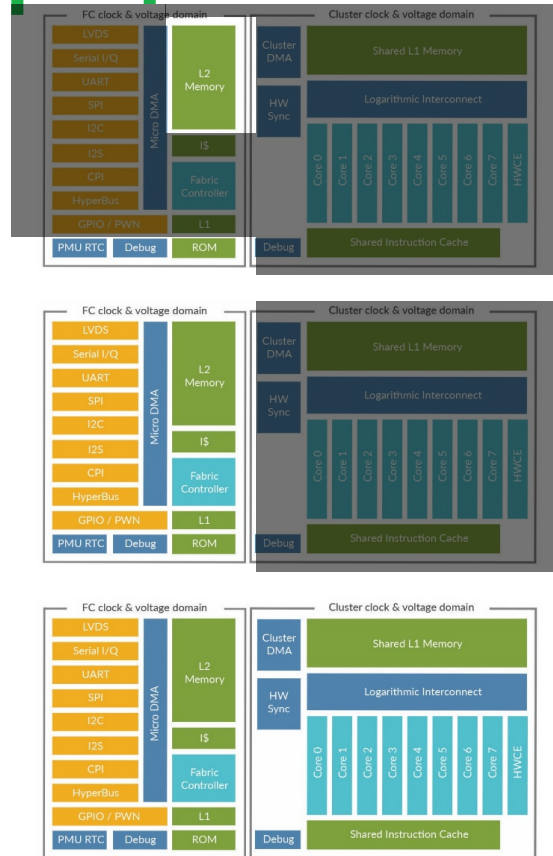 FC clock & voltage domain
LVDS
Serial I/Q
UART
SPI
I2C
I2S
CPI
HyperBus
GPIO / PWN
PMU RTC
Debug
Micro DMA
L2
Memory
I$
Fabric
Controller
L1
ROM
Cluster clock & voltage domain
Cluster
DMA
HW
Sync
Debug
Shared L1 Memory
Logarithmic Interconnect
Core 0
Core 1
Core 2
Core 3
Core 4
Core 5
Core 6
Core 7
HWCE
Shared Instruction Cache
FC clock & voltage domain
LVDS
Serial I/Q
UART
SPI
I2C
I2S
CPI
HyperBus
GPIO / PWN
PMU RTC
Debug
Micro DMA
L2
Memory
I$
Fabric
Controller
L1
ROM
Cluster clock & voltage domain
Cluster
DMA
HW
Sync
Debug
Shared L1 Memory
Logarithmic Interconnect
Core 0
Core 1
Core 2
Core 3
Core 4
Core 5
Core 6
Core 7
HWCE
Shared Instruction Cache
FC clock & voltage domain
LVDS
Serial I/Q
UART
SPI
I2C
I2S
CPI
HyperBus
GPIO / PWN
PMU RTC
Debug
Micro DMA
L2
Memory
I$
Fabric
Controller
L1
ROM
Cluster clock & voltage domain
Cluster
DMA
HW
Sync
Debug
Shared L1 Memory
Logarithmic Interconnect
Core 0
Core 1
Core 2
Core 3
Core 4
Core 5
Core 6
Core 7
HWCE
Shared Instruction Cache